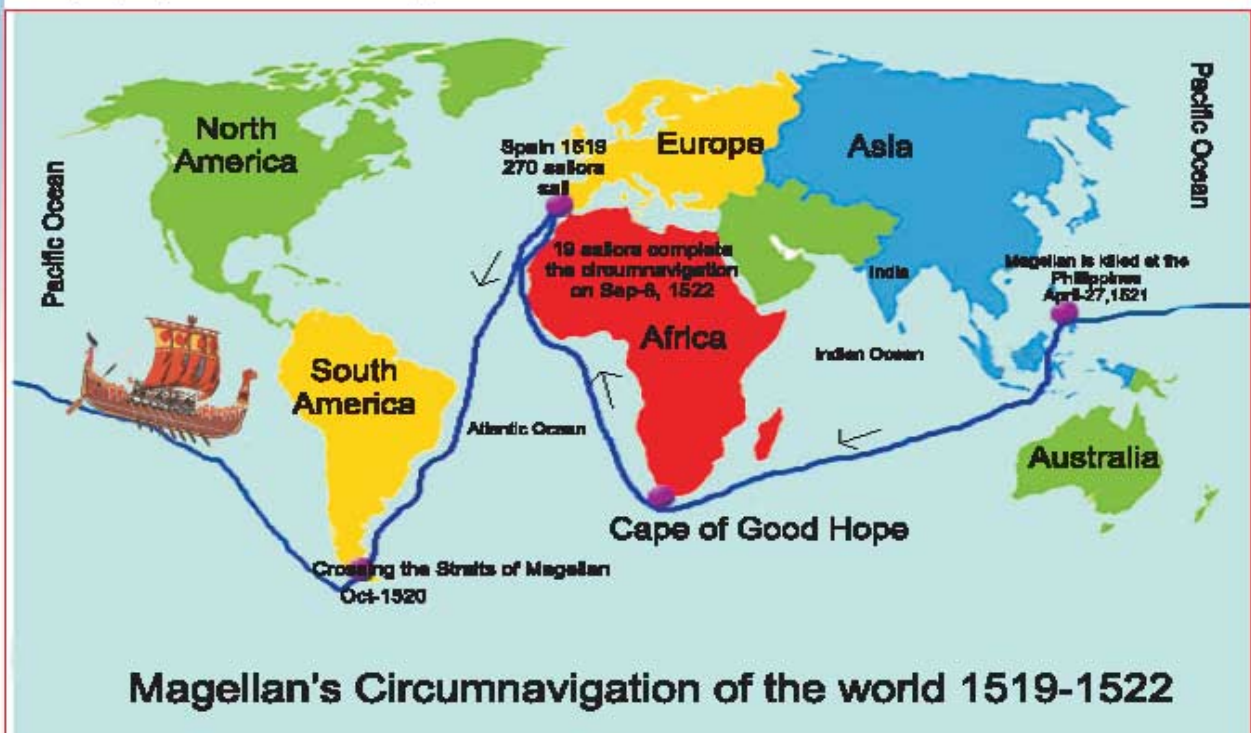 Pacific Ocean
North
America
Spain 1519
270 sailors
sail
Europe
Asia
Pacific Ocean
19 sailors complete
the circumnavigation
on Sep-6, 1522
India
Magellan is killed at the
Philippines
April-27,1521
Africa
Indian Ocean
South
America
Atlantic Ocean
Australia
Cape of Good Hope
Crossing the Straits of Magellan
Oct-1520
Magellan's Circumnavigation of the world 1519-1522